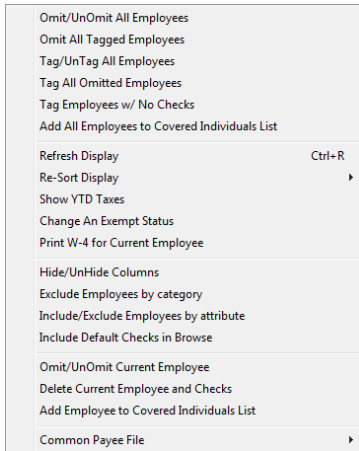 Omit/UnOmit All Employees
Omit All Tagged Employees
Tag/UnTag All Employees
Tag All Omitted Employees
Tag Employees w/ No Checks
Add All Employees to Covered Individuals List
Refresh Display Ctrl+R
Re-Sort Display
Show YTD Taxes
Change An Exempt Status
Print W-4 for Current Employee
Hide/UnHide Columns
Exclude Employees by category
Include/Exclude Employees by attribute
Include Default Checks in Browse
Omit/UnOmit Current Employee
Delete Current Employee and Checks
Add Employee to Covered Individuals List
Common Payee File